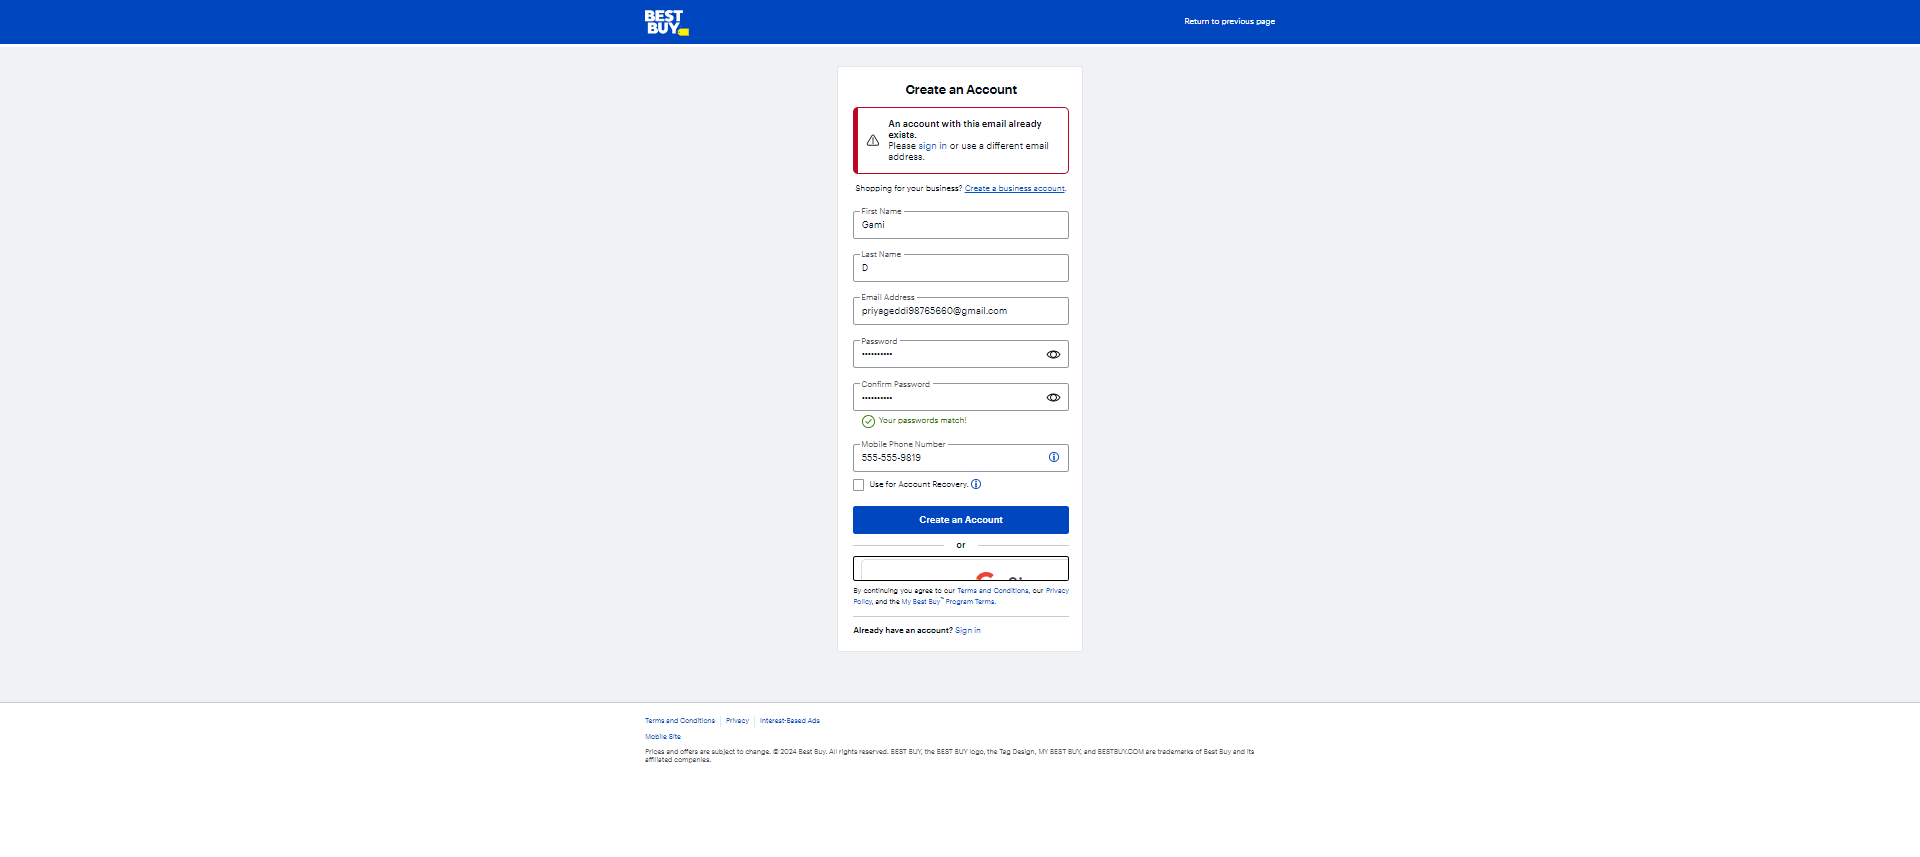 BEST
BUY
Return to previous page
Create an Account
An account with this email already
exists.
Please sign in or use a different email
address.
Shopping for your business? Create a business account.
First Name
Gami
Last Name
D
Email Address
priyageddi98765660@gmail.com
Password
••••••••••
Confirm Password
••••••••••
Your passwords match!
Mobile Phone Number
555-555-9819
Use for Account Recovery.
Create an Account
or
By continuing you agree to our Terms and Conditions, our Privacy
Policy, and the My Best Buy™ Program Terms.
Already have an account? Sign in
Terms and Conditions
Privacy
Interest-Based Ads
Mobile Site
Prices and offers are subject to change. © 2024 Best Buy. All rights reserved. BEST BUY, the BEST BUY logo, the Tag Design, MY BEST BUY, and BESTBUY.COM are trademarks of Best Buy and its
affiliated companies.